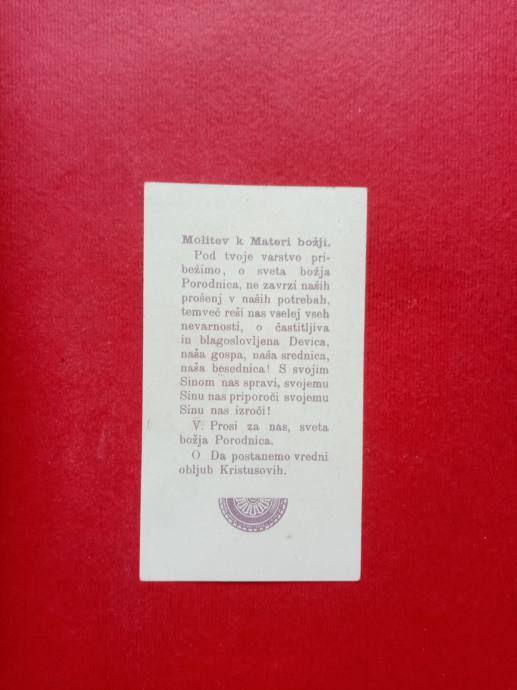 Molitev k Materi božji.
Pod tvoje varstvo pri-
bežimo, o sveta božja
Porodnica, ne zavrzi naših
prošenj v naših potrebah,
temveč reši nas vselej vseh
nevarnosti, o častitljiva
in blagoslovljena Devica,
naša gospa, naša srednica,
naša besednica! S svojim
Sinom nas spravi, svojemu
Sinu nas priporoči svojemu
Sinu nas izroči!
V. Prosi za nas, sveta
božja Porodnica.
O Da postanemo vredni
obljub Kristusovih.